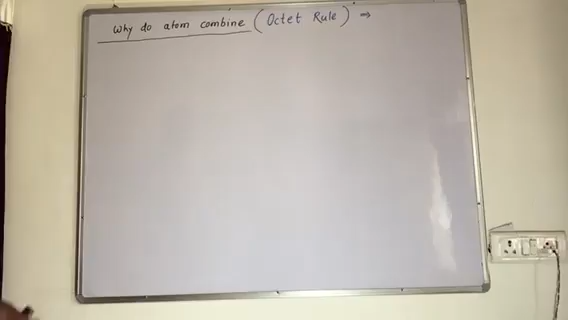 Why do atom combine (Octet Rule) ⇒